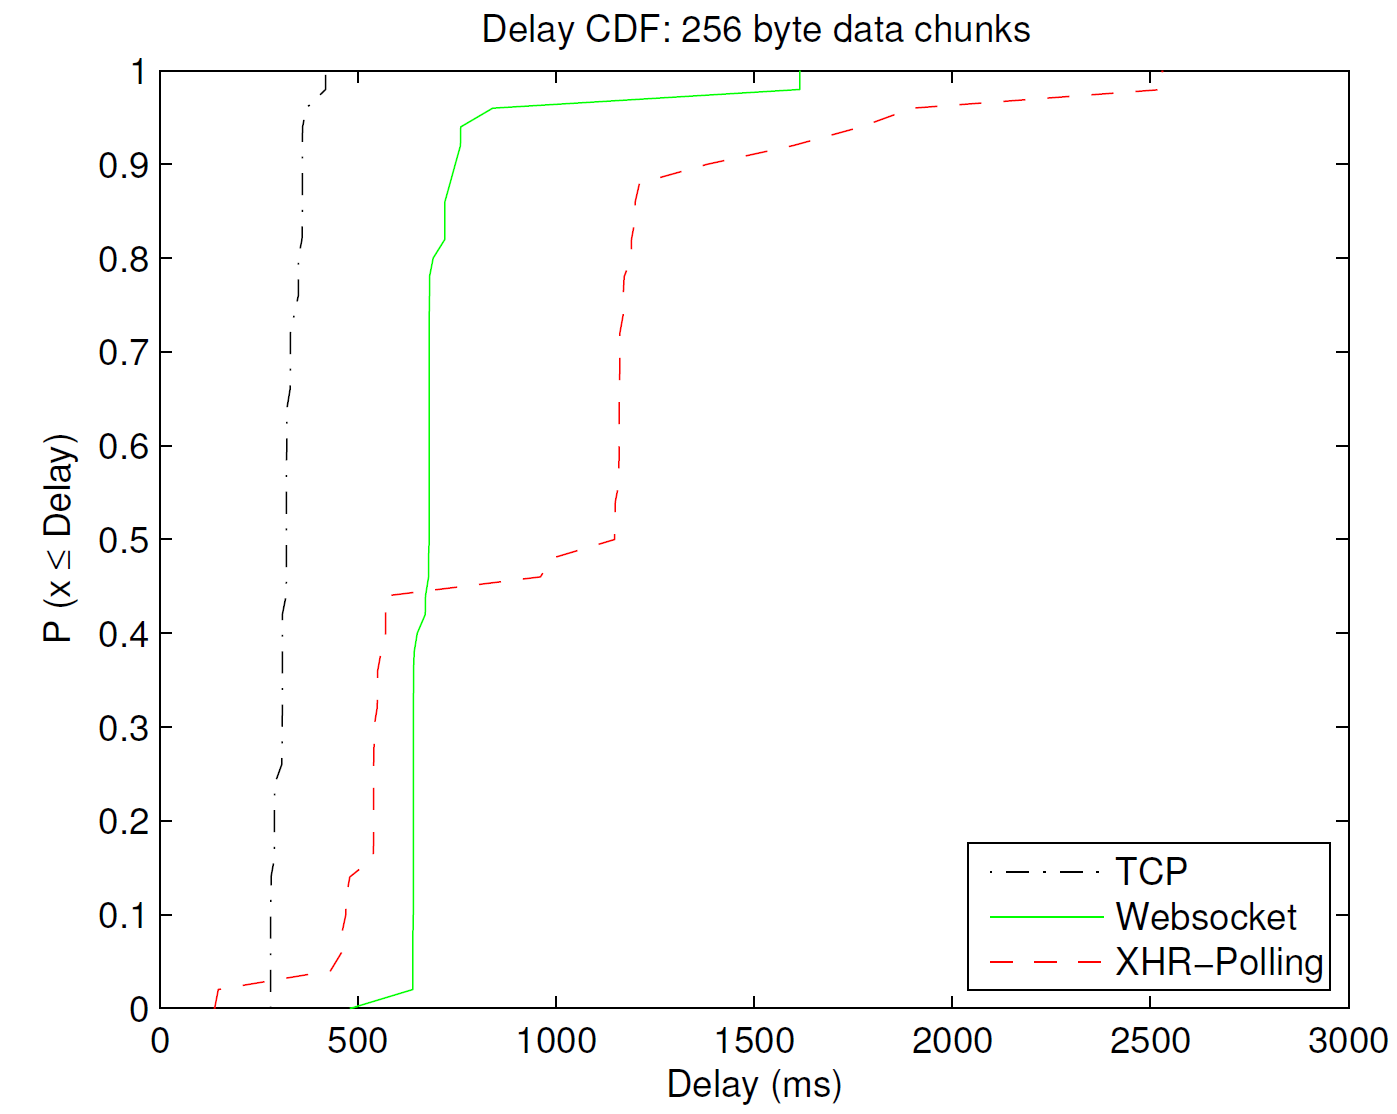 Delay CDF: 256 byte data chunks
1
0.9
0.8
0.7
0.6
0.5
0.4
0.3
0.2
0.1
0
P (x ≤ Delay)
TCP
Websocket
XHR−Polling
0 500 1000 1500 2000 2500 3000
Delay (ms)